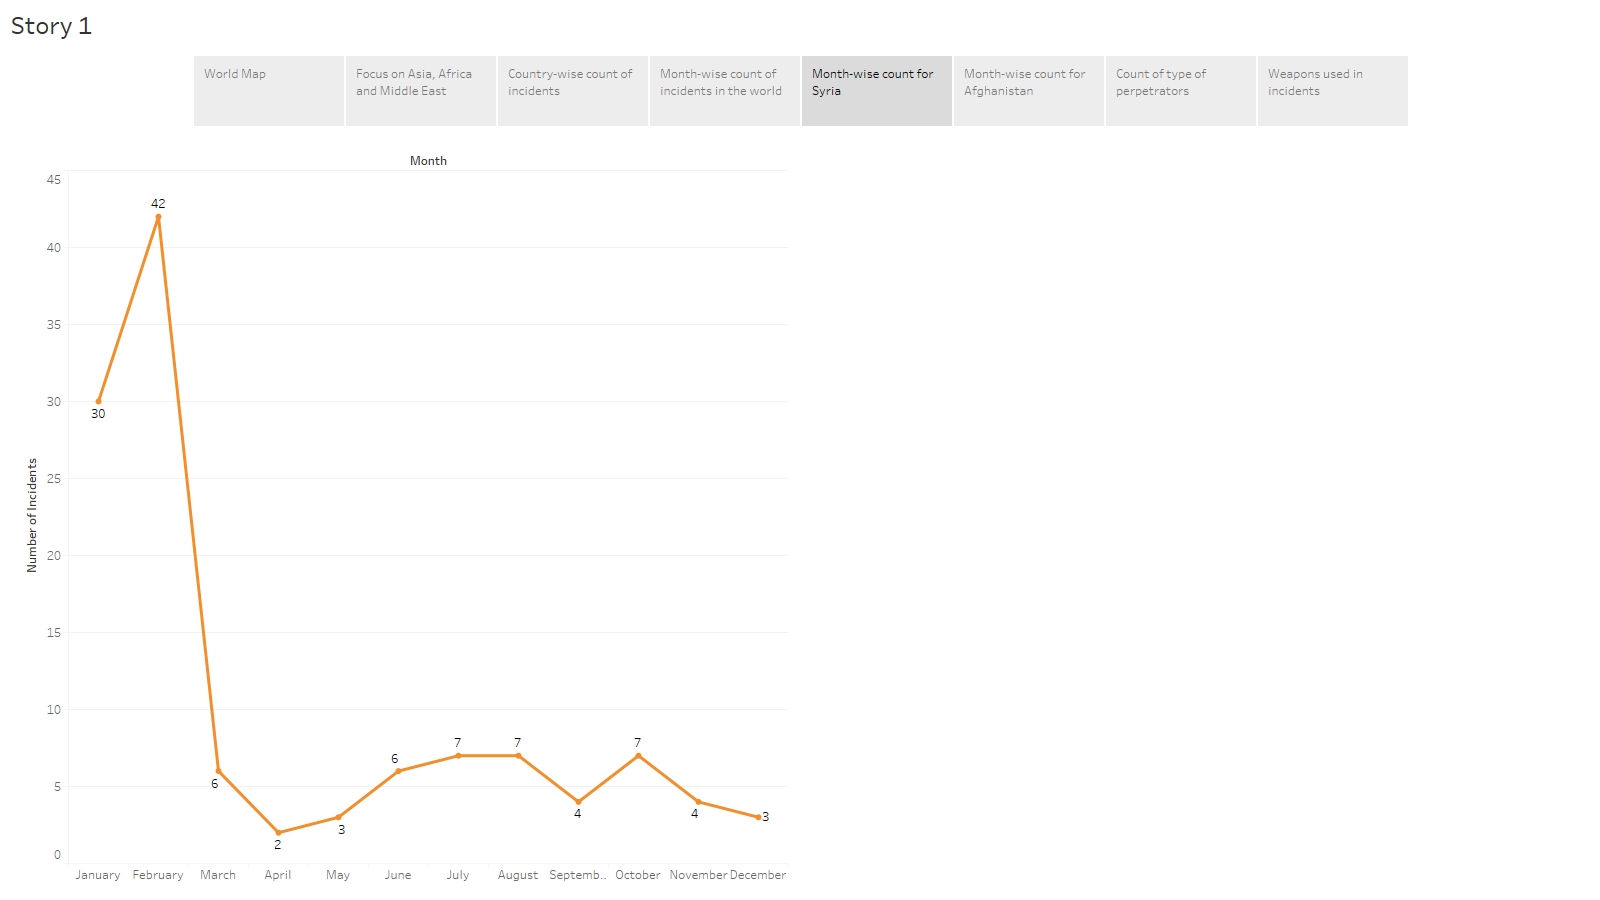 Story 1
World Map
Focus on Asia, Africa
and Middle East
Country-wise count of
incidents
Month-wise count of
incidents in the world
Month-wise count for
Syria
Month-wise count for
Afghanistan
Count of type of
perpetrators
Weapons used in
incidents
Month
45
40
35
30
25
20
15
10
5
0
Number of Incidents
30
42
6
2
3
6
7
7
4
7
4
3
January February March April May June July August Septemb.. October November December